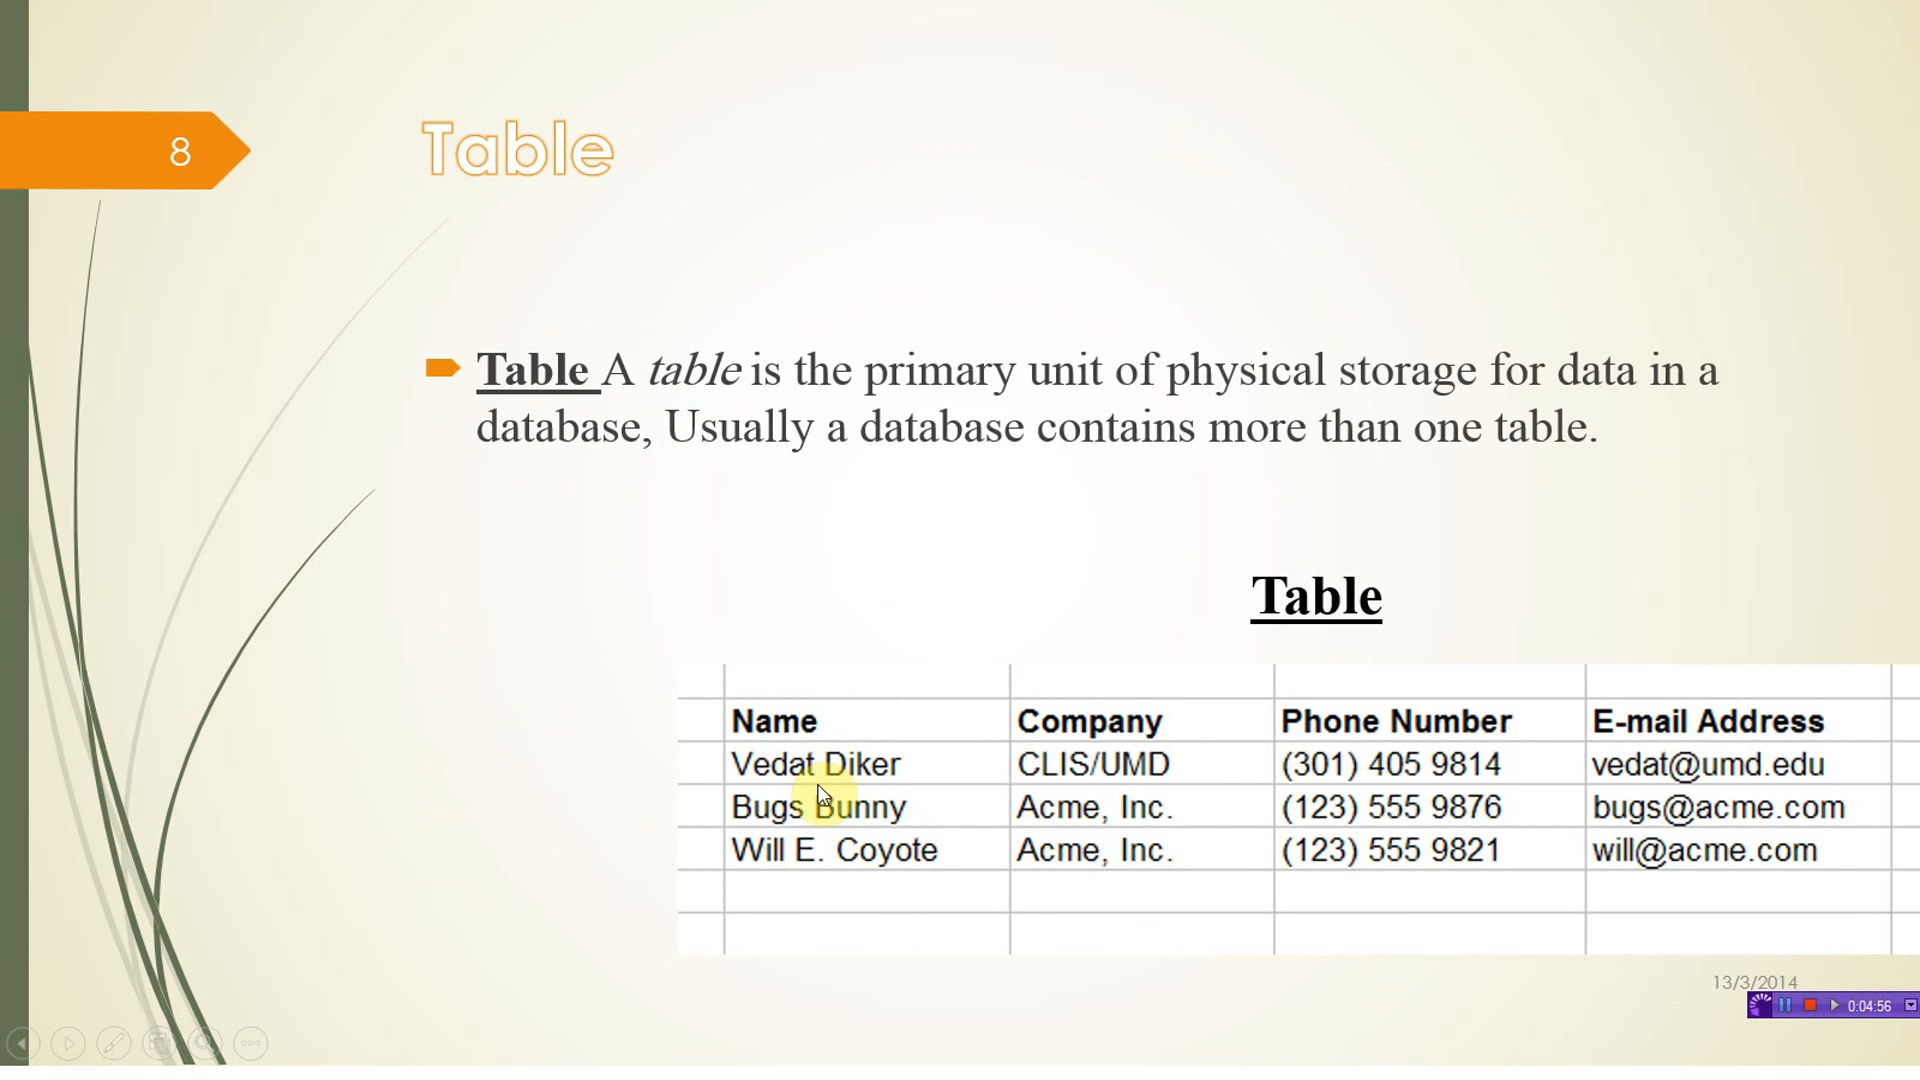 8
Table
Table A table is the primary unit of physical storage for data in a
database, Usually a database contains more than one table.
Table
Name Company Phone Number E-mail Address
Vedat Diker CLIS/UMD (301) 405 9814 vedat@umd.edu
Bugs Bunny Acme, Inc. (123) 555 9876 bugs@acme.com
Will E. Coyote Acme, Inc. (123) 555 9821 will@acme.com
13/3/2014
0:04:56